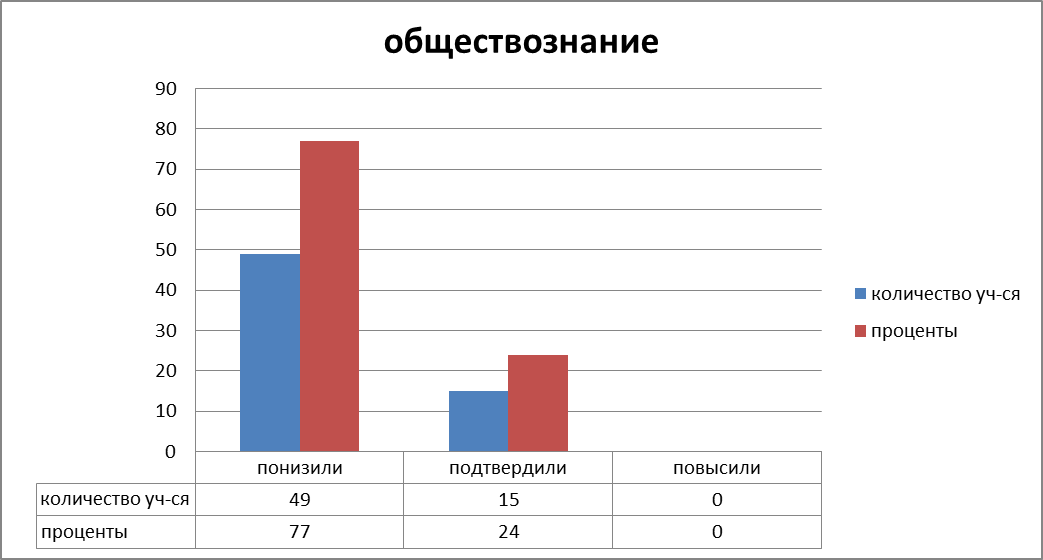 обществознание
90
80
70
60
50
40
30
20
10
0
количество уч-ся
проценты
понизили подтвердили повысили
количество уч-ся 49 15 0
проценты 77 24 0